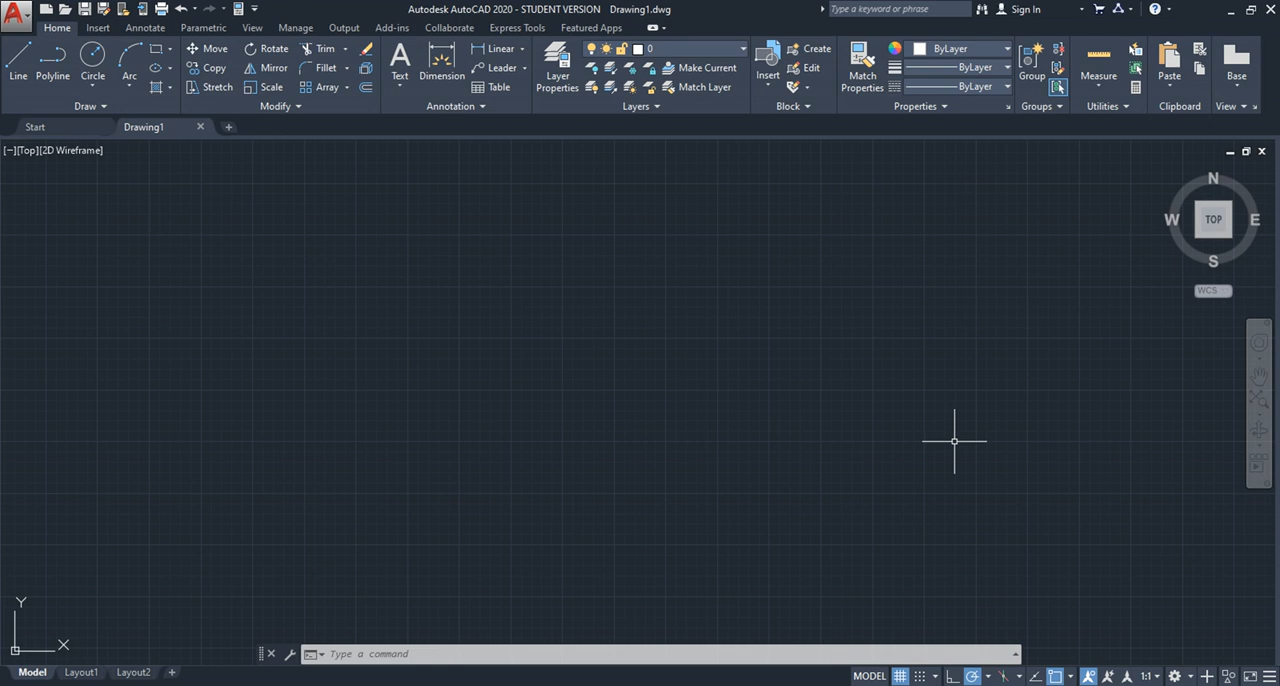 Autodesk AutoCAD 2020 - STUDENT VERSION Drawing1.dwg
Type a keyword or phrase
Sign In
Home Insert Annotate Parametric View Manage Output Add-ins Collaborate Express Tools Featured Apps
Line Polyline Circle Arc
Move Rotate Trim
Copy Mirror Fillet
Stretch Scale Array
Text Dimension
Linear
Leader
Table
Layer Properties
0
Make Current
Match Layer
Insert
Create
Edit
Match Properties
ByLayer
ByLayer
ByLayer
Group
Measure
Paste
Base
Draw Modify Annotation Layers Block Properties Groups Utilities Clipboard View
Start Drawing1
[−][Top][2D Wireframe]
N
W TOP E
S
WCS
Y
X
Type a command
Model Layout1 Layout2
MODEL 1:1